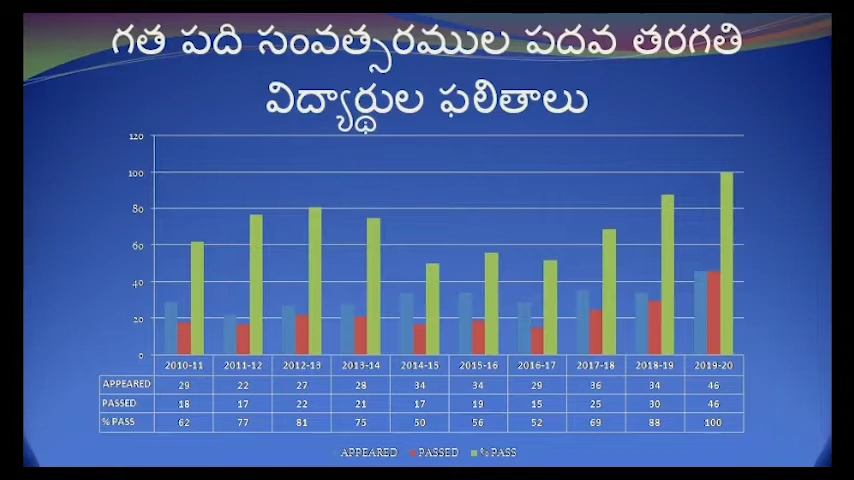 గత పది సంవత్సరముల పదవ తరగతి
విద్యార్థుల ఫలితాలు
120
100
80
60
40
20
0
2010-11 2011-12 2012-13 2013-14 2014-15 2015-16 2016-17 2017-18 2018-19 2019-20
APPEARED 29 22 27 28 34 34 29 36 34 46
PASSED 18 17 22 21 17 19 15 25 30 46
% PASS 62 77 81 75 50 56 52 69 88 100
APPEARED PASSED % PASS